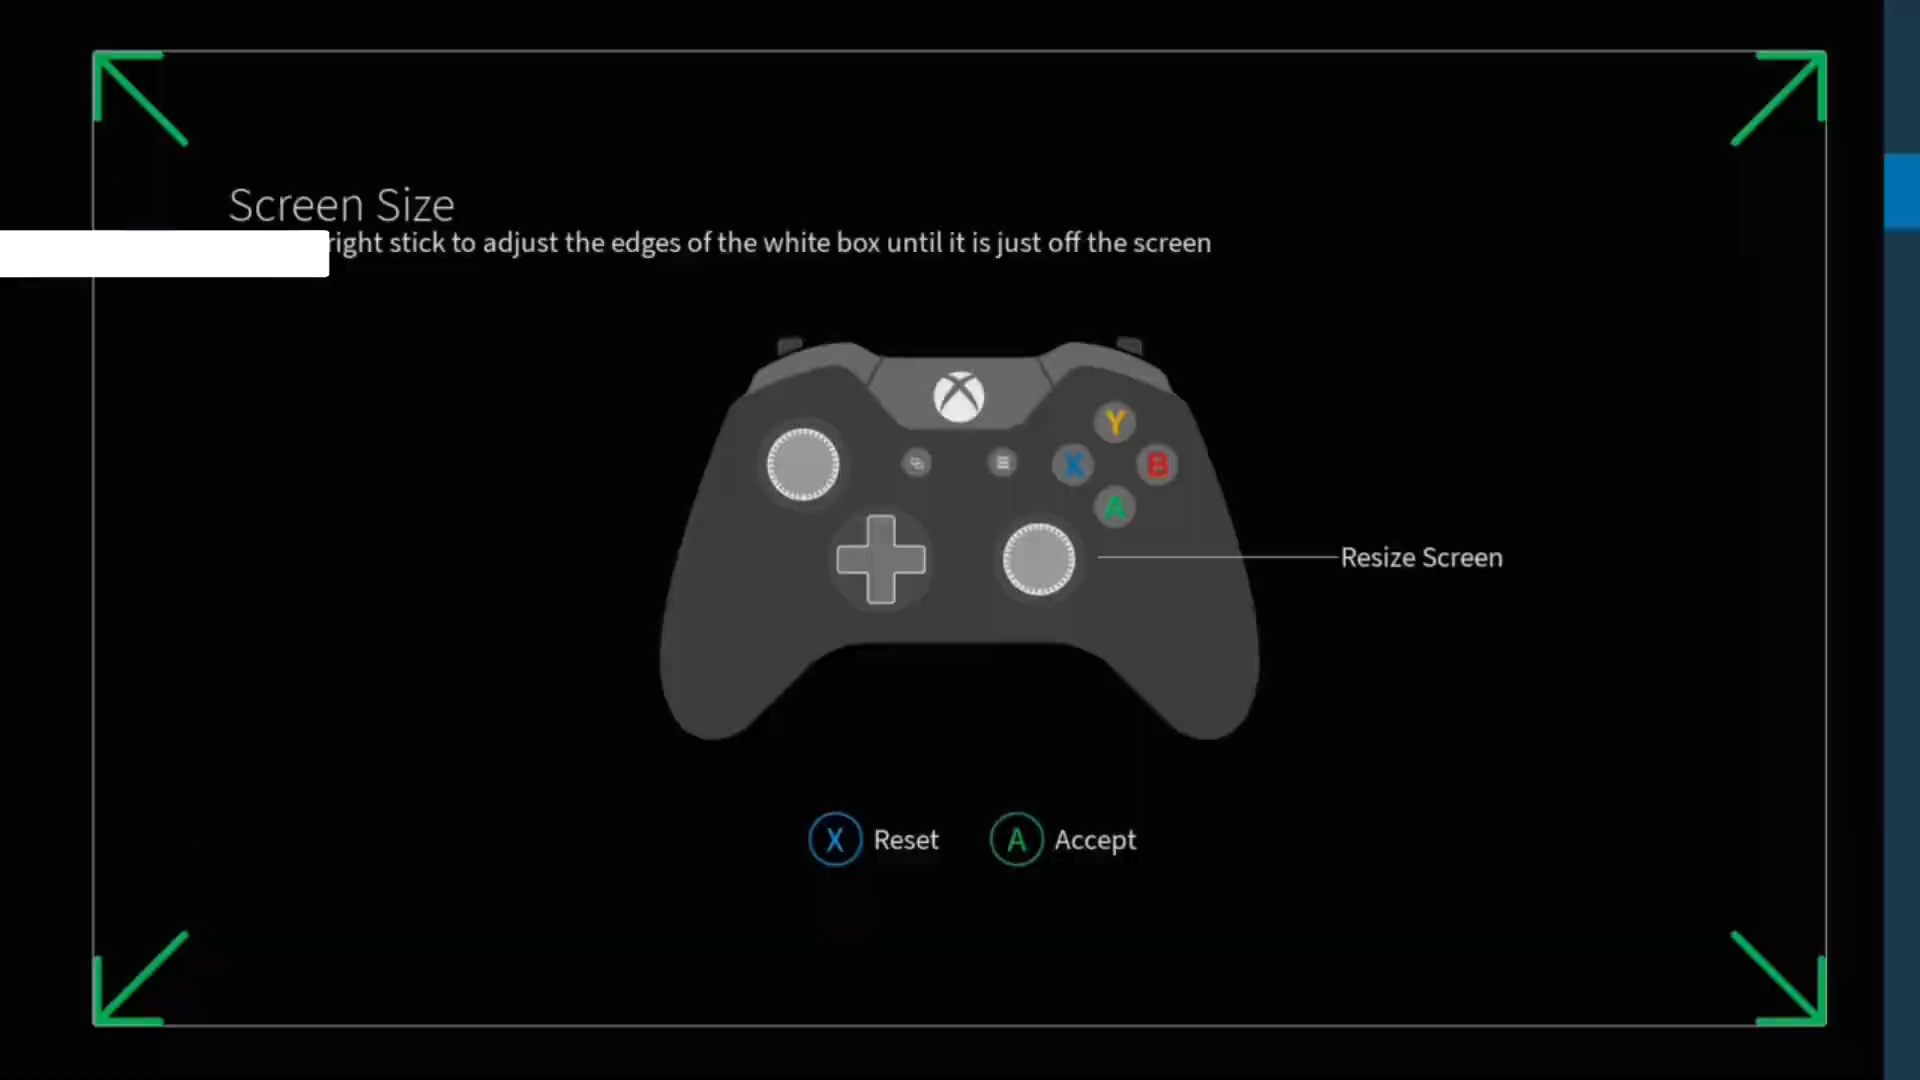 Screen Size
right stick to adjust the edges of the white box until it is just off the screen
Y
X
B
A
Resize Screen
X Reset
A Accept